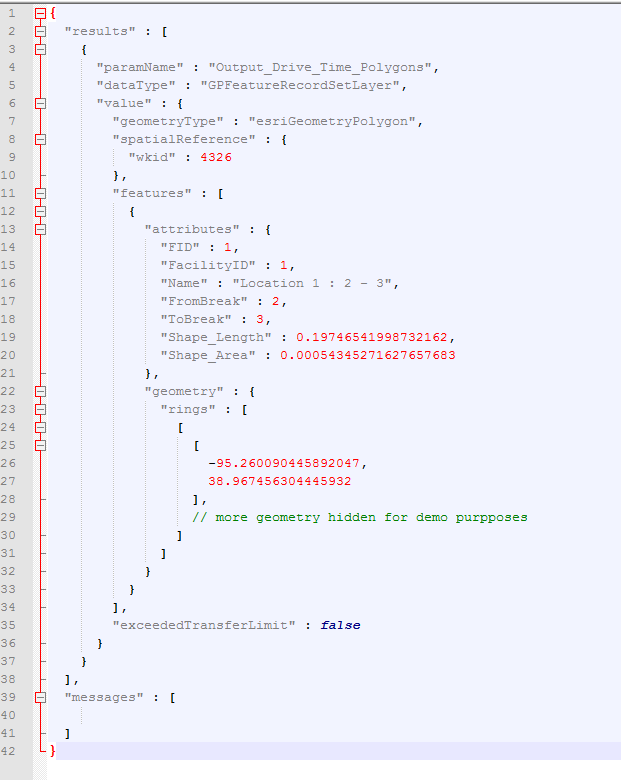 1 {
2 "results" : [
3 {
4 "paramName" : "Output_Drive_Time_Polygons",
5 "dataType" : "GPFeatureRecordSetLayer",
6 "value" : {
7 "geometryType" : "esriGeometryPolygon",
8 "spatialReference" : {
9 "wkid" : 4326
10 },
11 "features" : [
12 {
13 "attributes" : {
14 "FID" : 1,
15 "FacilityID" : 1,
16 "Name" : "Location 1 : 2 - 3",
17 "FromBreak" : 2,
18 "ToBreak" : 3,
19 "Shape_Length" : 0.19746541998732162,
20 "Shape_Area" : 0.00054345271627657683
21 },
22 "geometry" : {
23 "rings" : [
24 [
25 [
26 -95.260090445892047,
27 38.967456304445932
28 ],
29 // more geometry hidden for demo purpposes
30 ]
31 ]
32 }
33 }
34 ],
35 "exceededTransferLimit" : false
36 }
37 }
38 ],
39 "messages" : [
40
41 ]
42 }